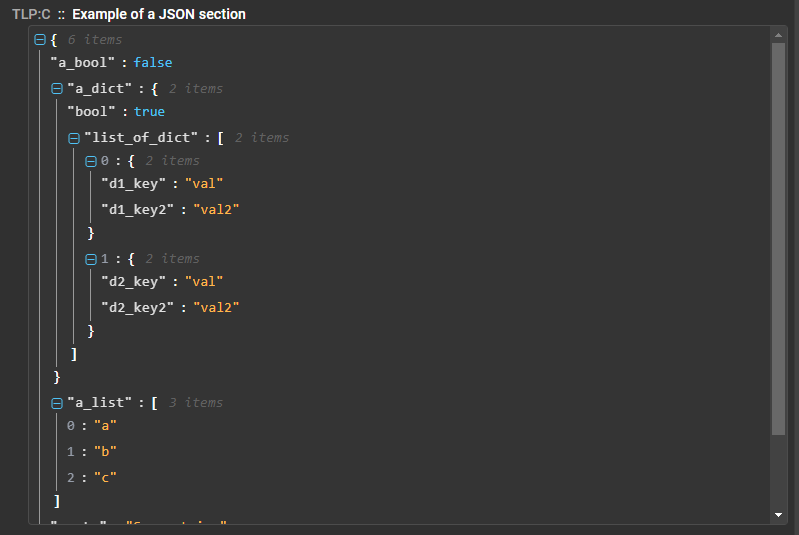 TLP:C :: Example of a JSON section
{ 6 items
"a_bool" : false
"a_dict" : { 2 items
"bool" : true
"list_of_dict" : [ 2 items
0 : { 2 items
"d1_key" : "val"
"d1_key2" : "val2"
}
1 : { 2 items
"d2_key" : "val"
"d2_key2" : "val2"
}
]
}
"a_list" : [ 3 items
0 : "a"
1 : "b"
2 : "c"
]